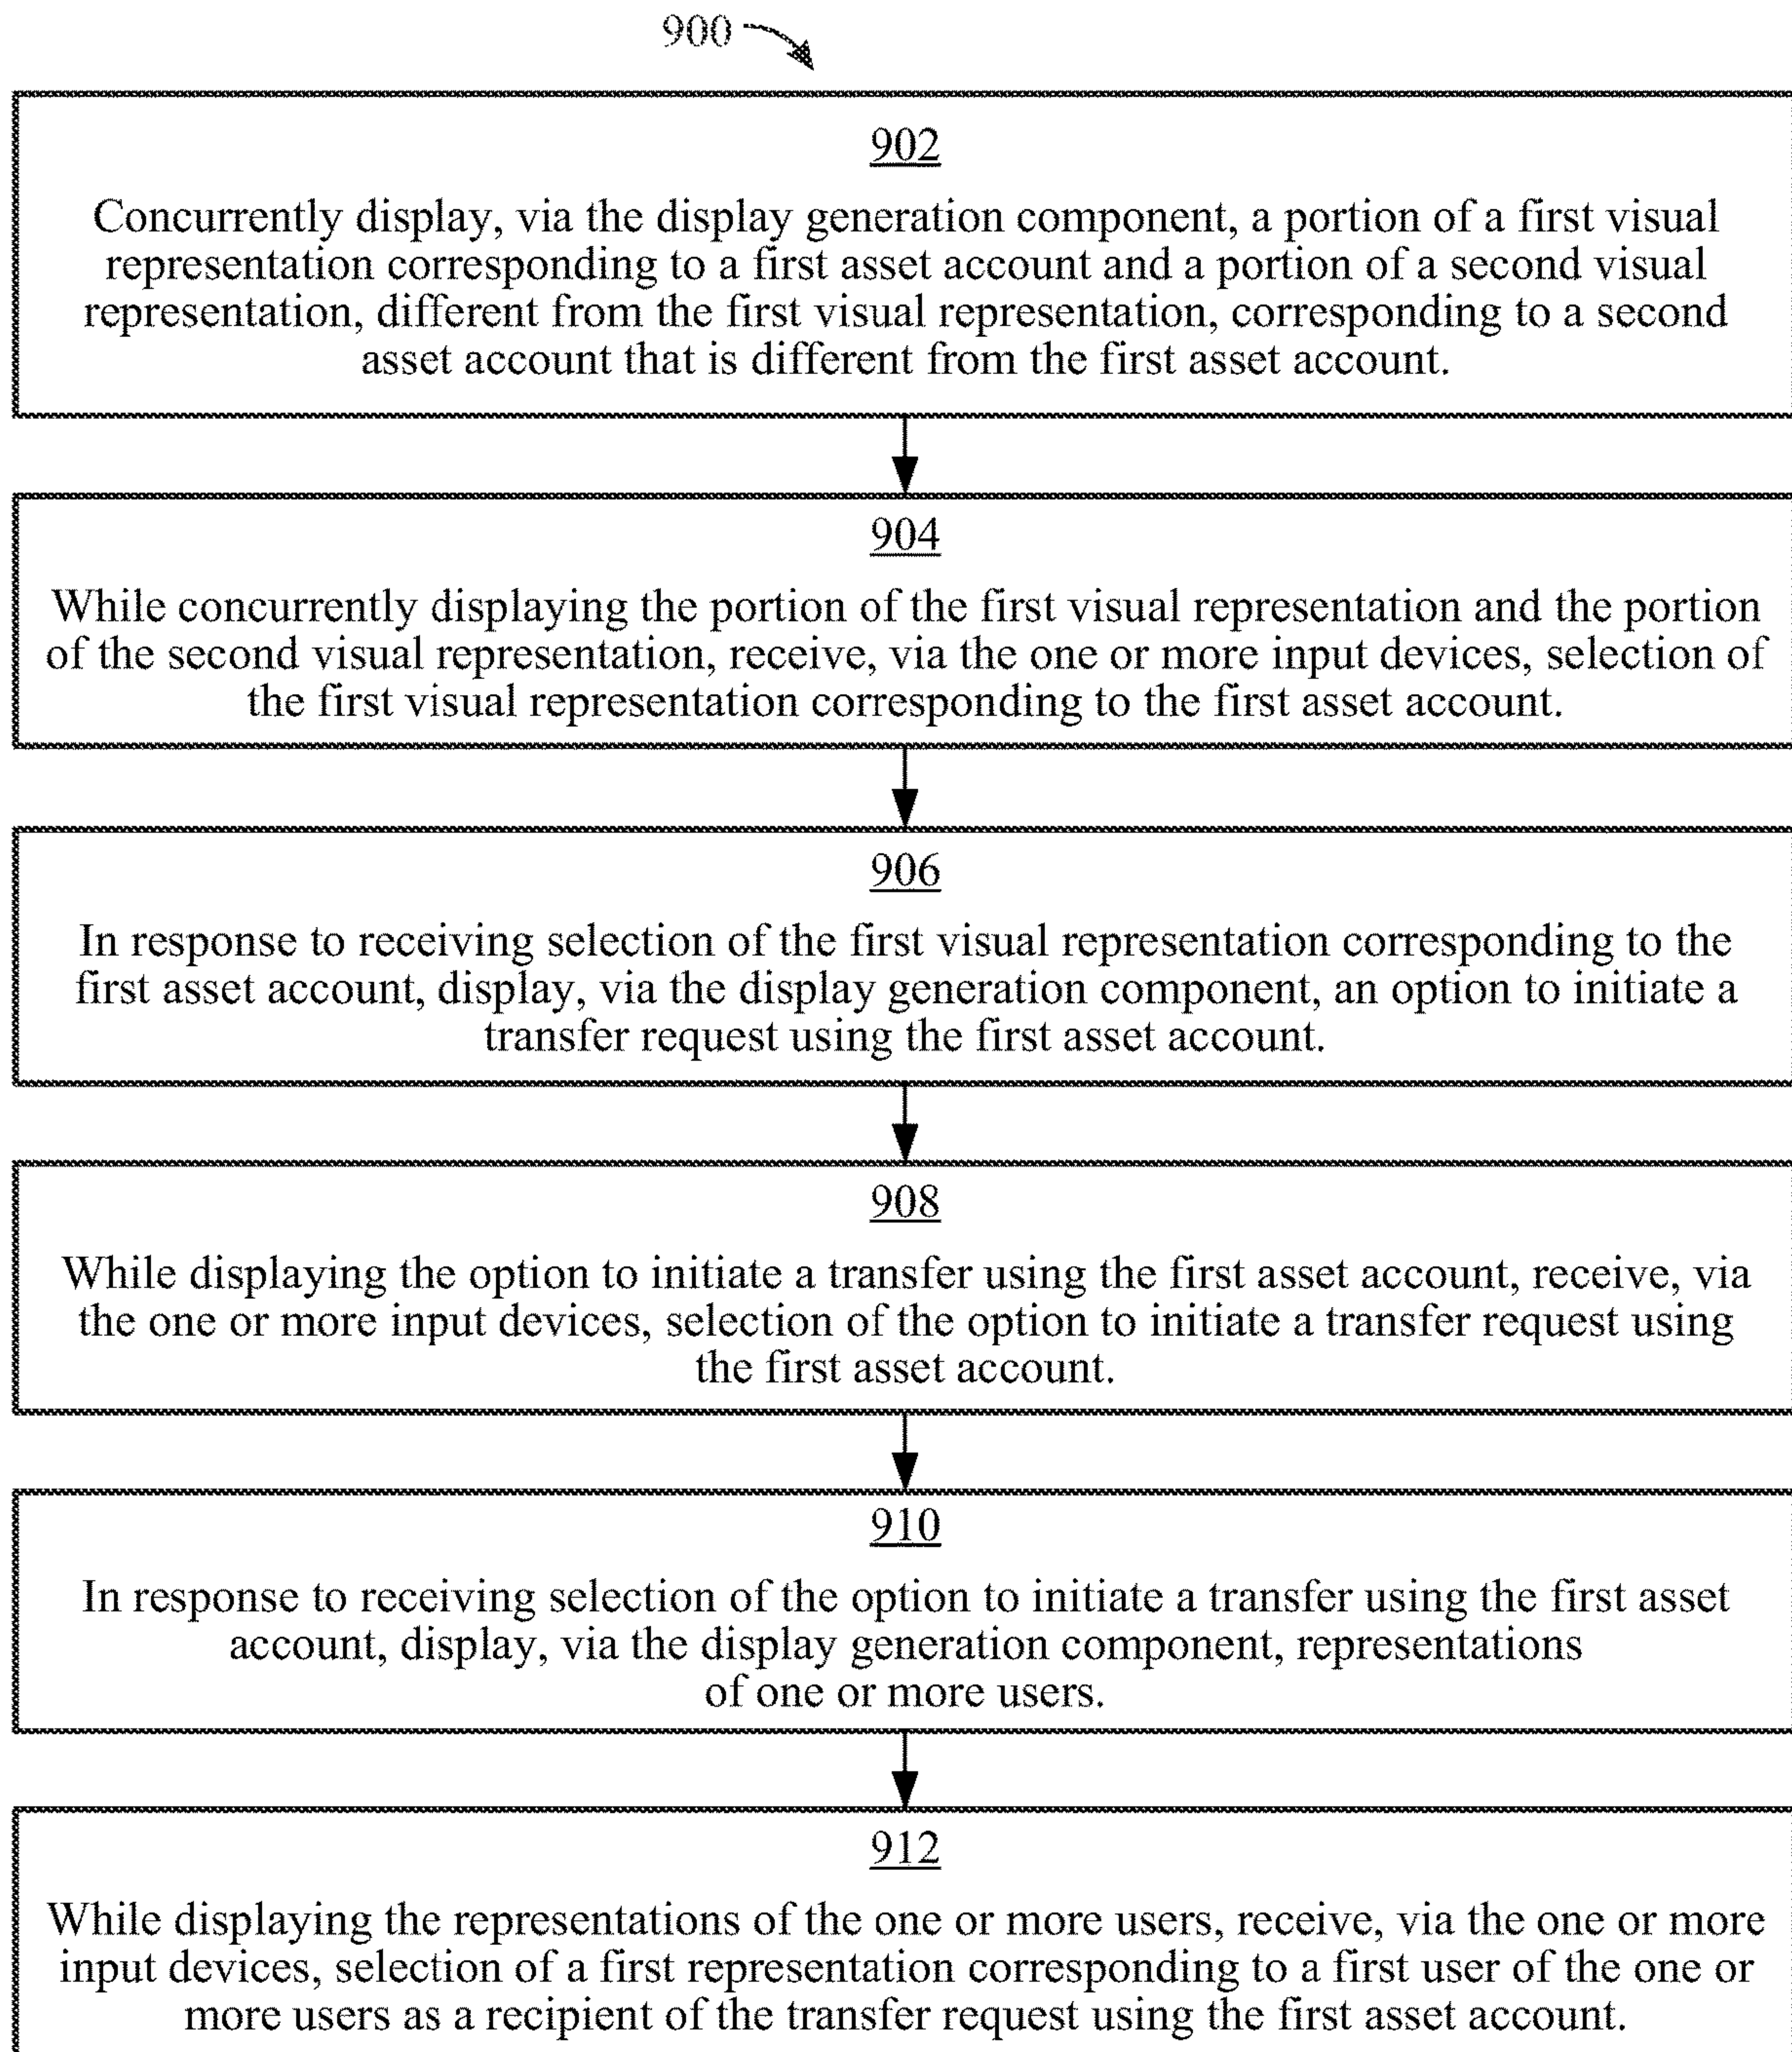 900
902
Concurrently display, via the display generation component, a portion of a first visual
representation corresponding to a first asset account and a portion of a second visual
representation, different from the first visual representation, corresponding to a second
asset account that is different from the first asset account.
904
While concurrently displaying the portion of the first visual representation and the portion
of the second visual representation, receive, via the one or more input devices, selection of
the first visual representation corresponding to the first asset account.
906
In response to receiving selection of the first visual representation corresponding to the
first asset account, display, via the display generation component, an option to initiate a
transfer request using the first asset account.
908
While displaying the option to initiate a transfer using the first asset account, receive, via
the one or more input devices, selection of the option to initiate a transfer request using
the first asset account.
910
In response to receiving selection of the option to initiate a transfer using the first asset
account, display, via the display generation component, representations
of one or more users.
912
While displaying the representations of the one or more users, receive, via the one or more
input devices, selection of a first representation corresponding to a first user of the one or
more users as a recipient of the transfer request using the first asset account.